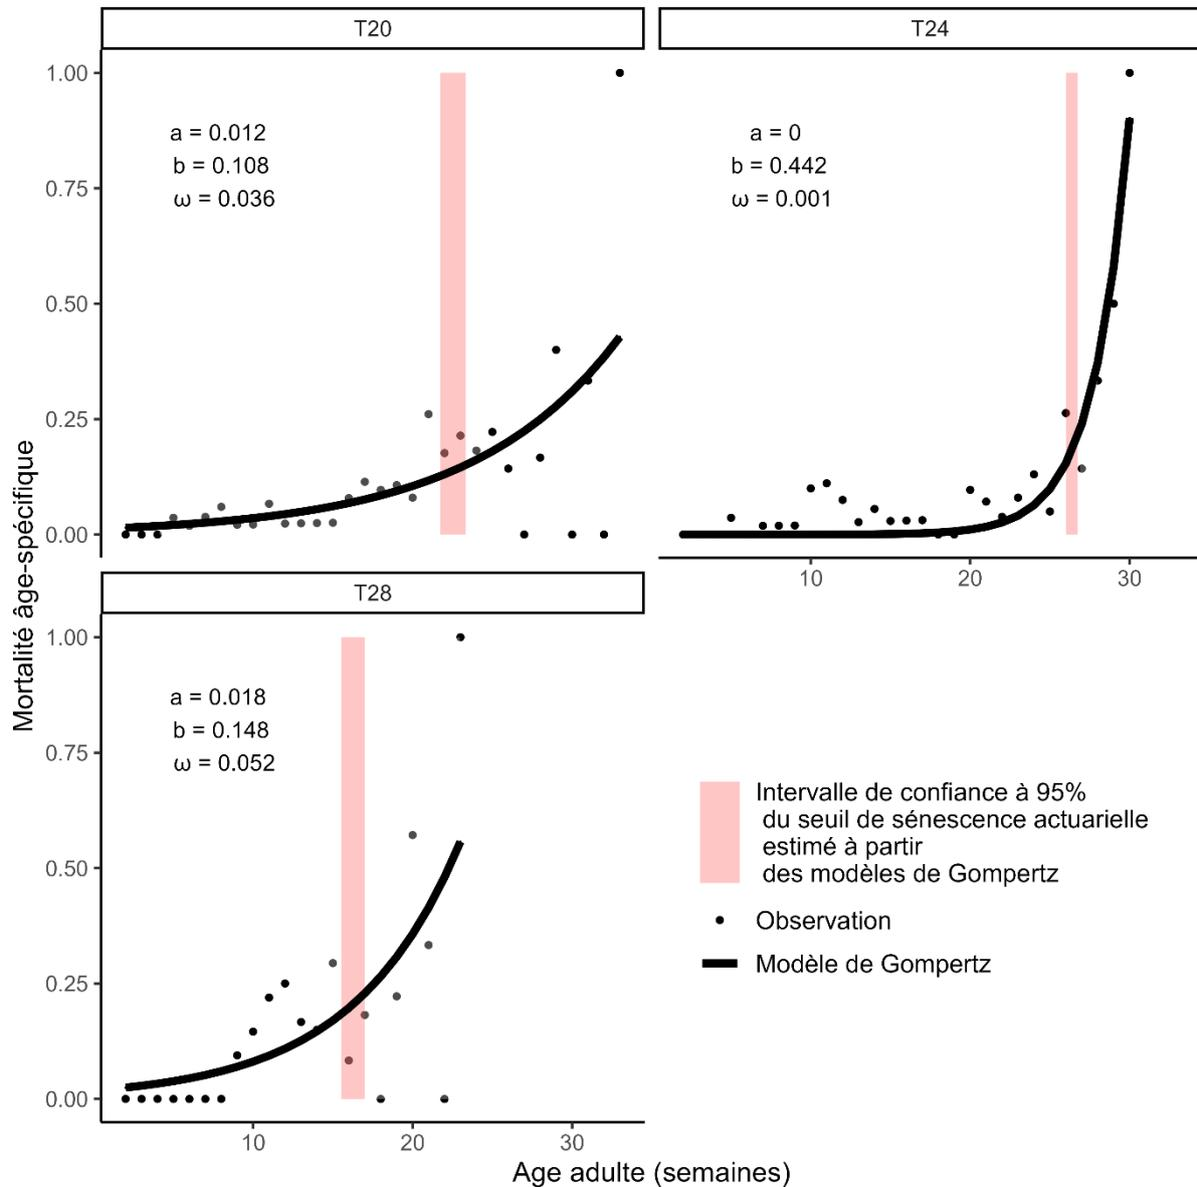 T20
T24
1.00
0.75
0.50
0.25
0.00
a = 0.012
b = 0.108
ω = 0.036
a = 0
b = 0.442
ω = 0.001
10
20
30
T28
1.00
0.75
0.50
0.25
0.00
a = 0.018
b = 0.148
ω = 0.052
10
20
30
Mortalité âge-spécifique
Age adulte (semaines)
Intervalle de confiance à 95%
du seuil de sénescence actuarielle
estimé à partir
des modèles de Gompertz
Observation
Modèle de Gompertz